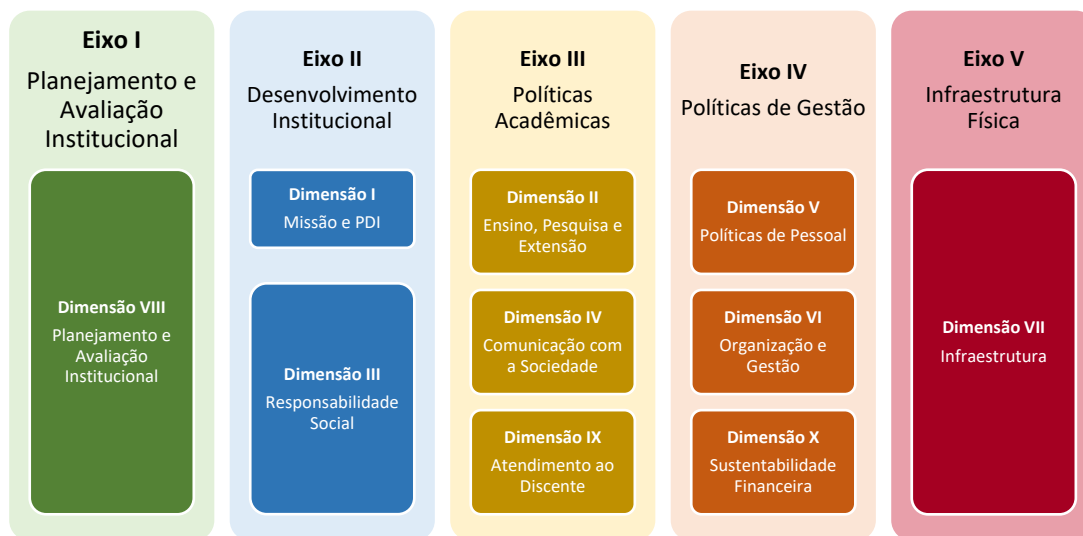 Eixo I
Planejamento e
Avaliação
Institucional
Dimensão VIII
Planejamento e
Avaliação
Institucional
Eixo II
Desenvolvimento
Institucional
Dimensão I
Missão e PDI
Dimensão III
Responsabilidade
Social
Eixo III
Políticas
Acadêmicas
Dimensão II
Ensino, Pesquisa e
Extensão
Dimensão IV
Comunicação com
a Sociedade
Dimensão IX
Atendimento ao
Discente
Eixo IV
Políticas de Gestão
Dimensão V
Políticas de Pessoal
Dimensão VI
Organização e
Gestão
Dimensão X
Sustentabilidade
Financeira
Eixo V
Infraestrutura
Física
Dimensão VII
Infraestrutura